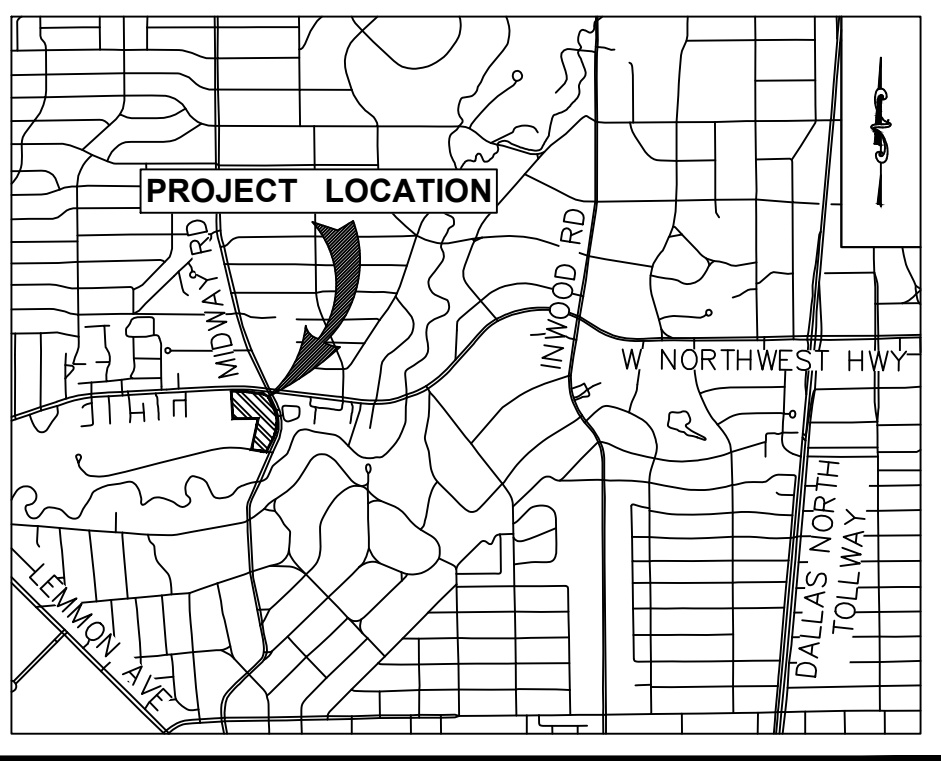 PROJECT LOCATION
MIDWAY RD
INWOOD RD
W NORTHWEST HWY
LEMMON AVE
DALLAS NORTH
TOLLWAY